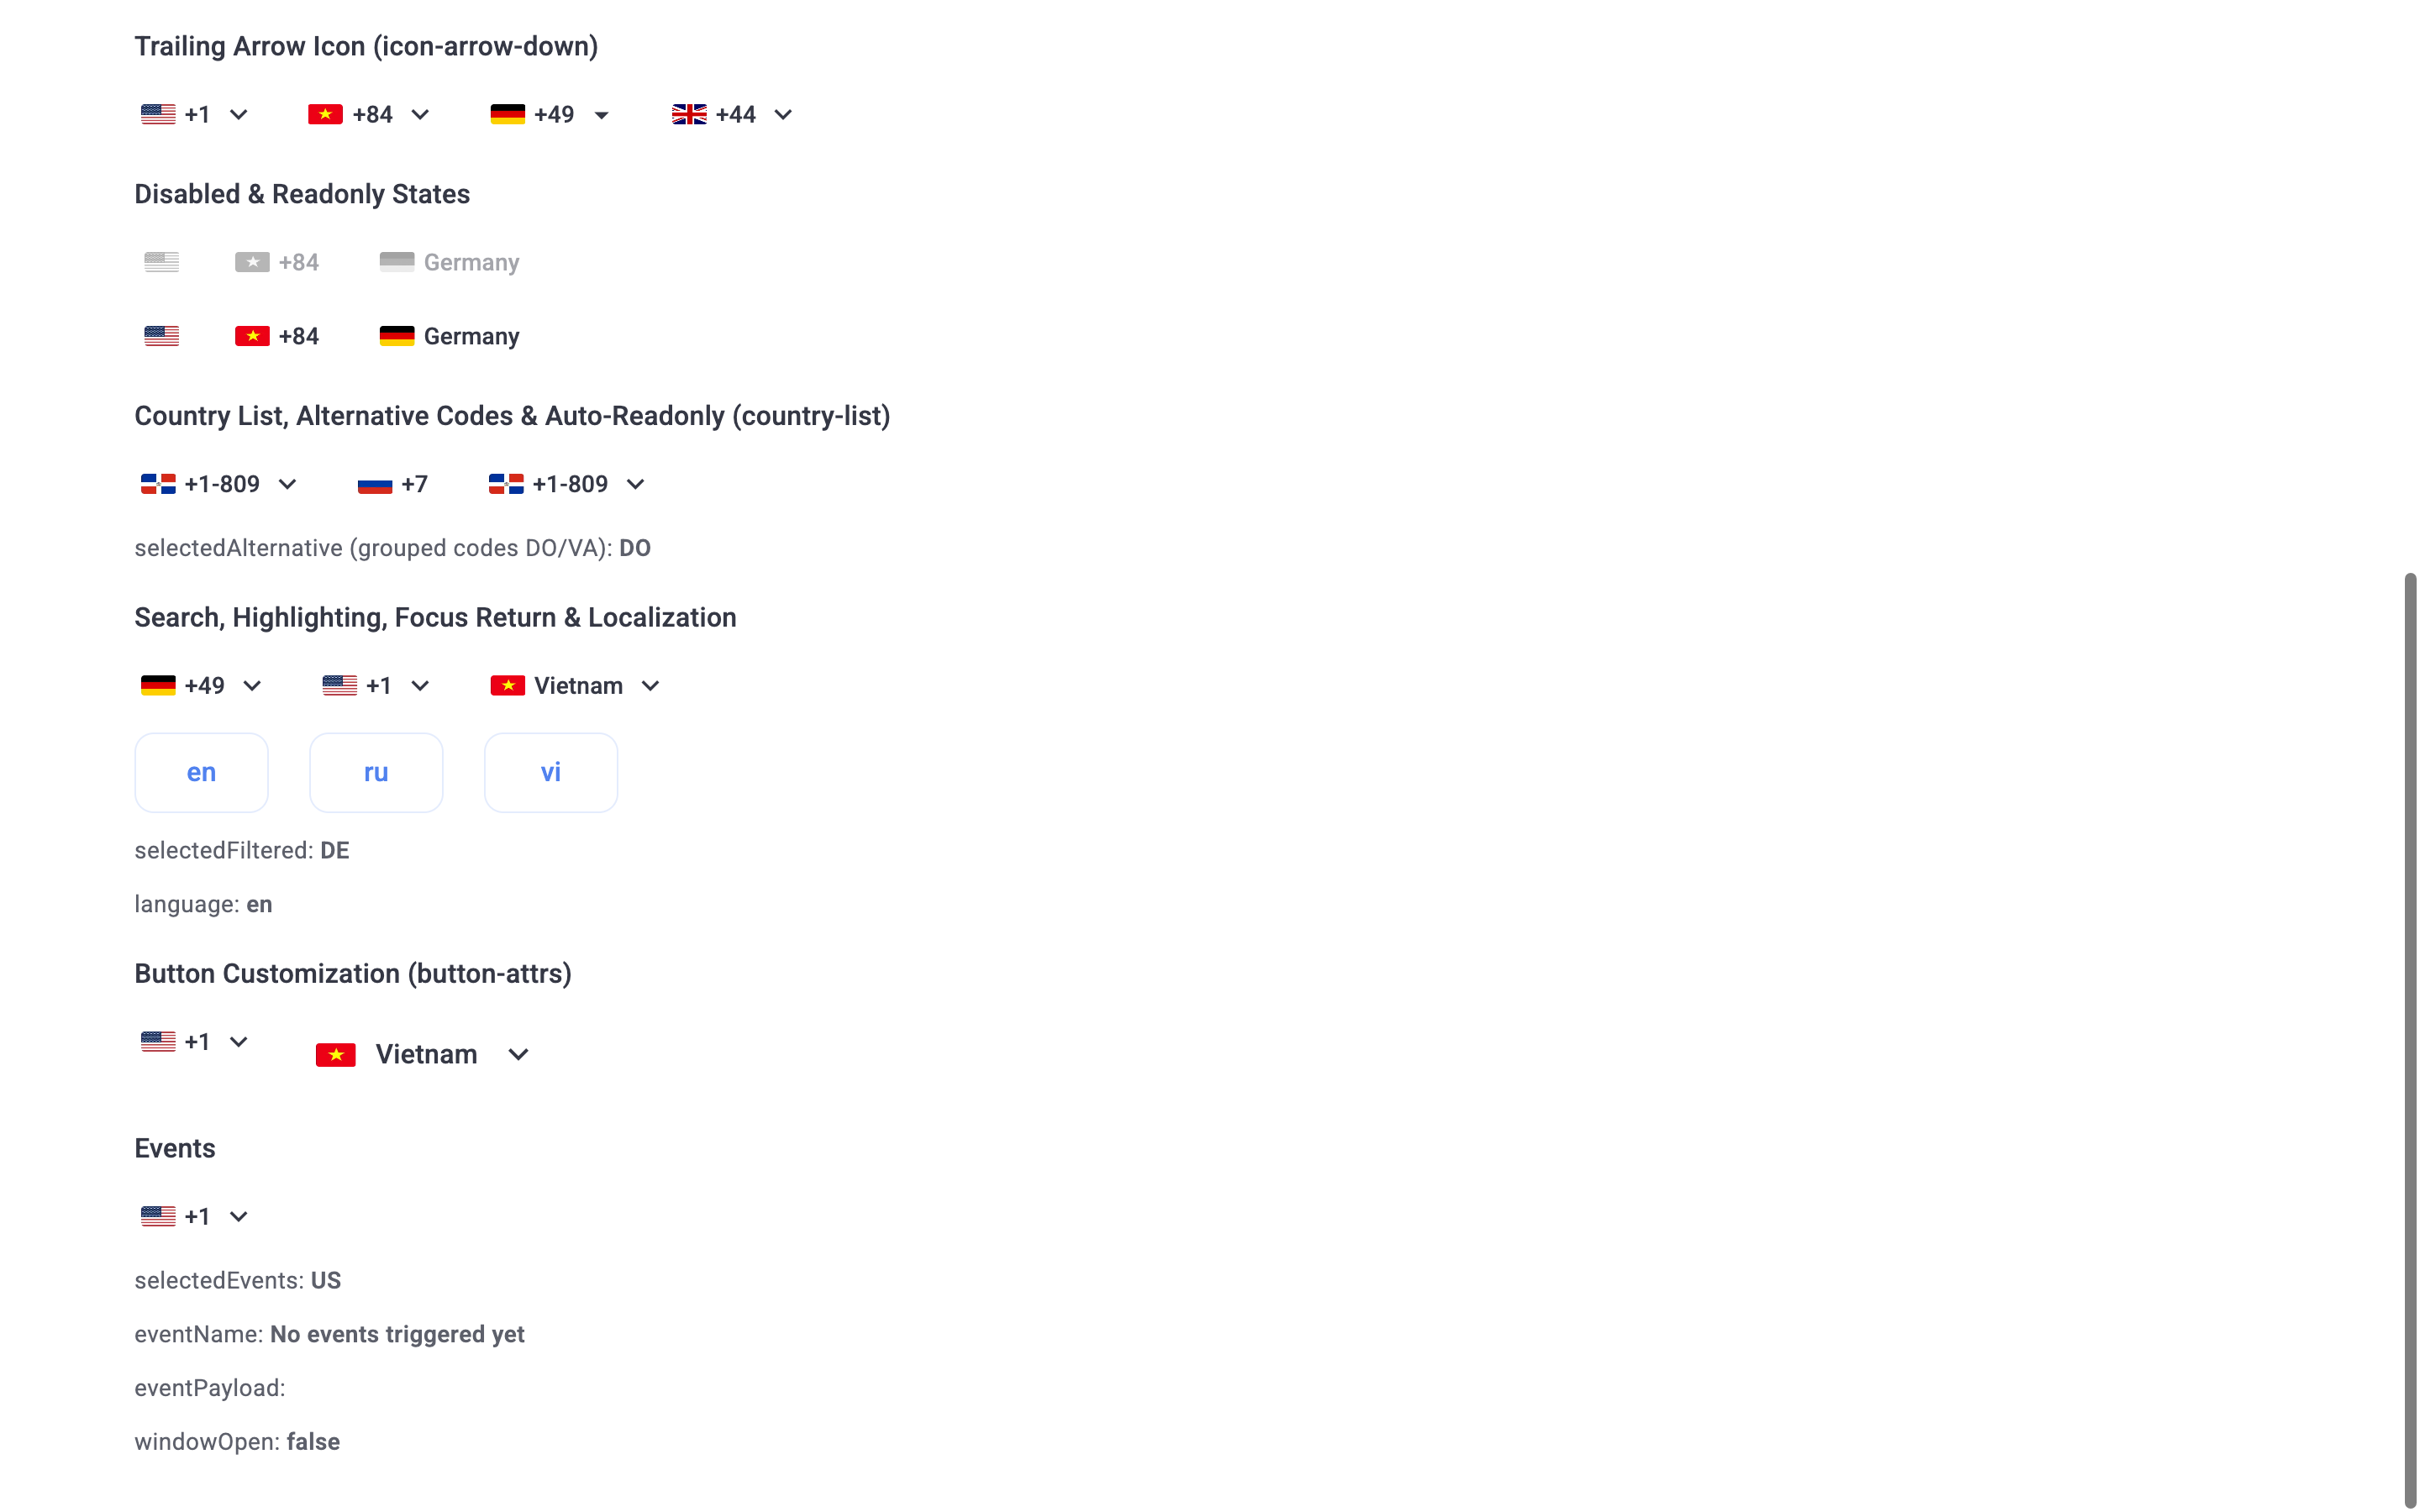 Trailing Arrow Icon (icon-arrow-down)
+1 +84 +49 +44
Disabled & Readonly States
+84 Germany
+84 Germany
Country List, Alternative Codes & Auto-Readonly (country-list)
+1-809 +7 +1-809
selectedAlternative (grouped codes DO/VA): DO
Search, Highlighting, Focus Return & Localization
+49 +1 Vietnam
en ru vi
selectedFiltered: DE
language: en
Button Customization (button-attrs)
+1 Vietnam
Events
+1
selectedEvents: US
eventName: No events triggered yet
eventPayload:
windowOpen: false